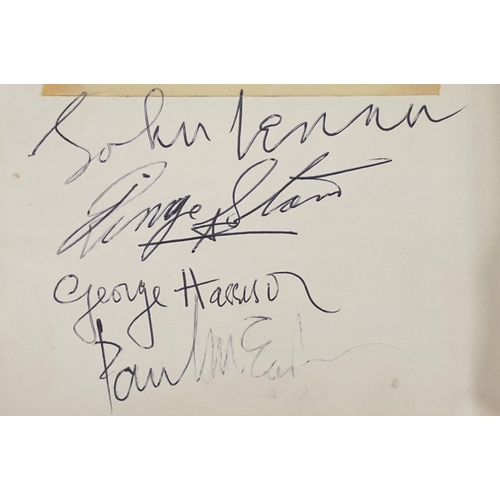 John Lennon
Ringo Starr
George Harrison
Paul McCartney